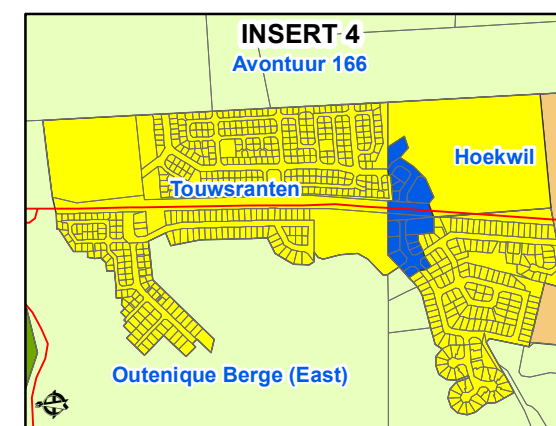 INSERT 4
Avontuur 166
Hoekwil
Touwsranten
Outenique Berge (East)